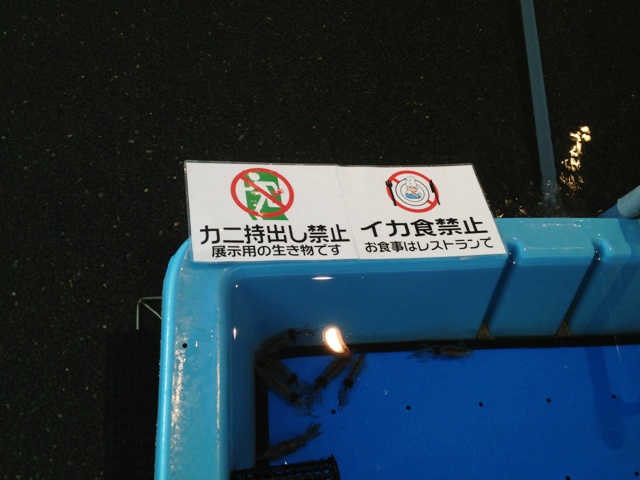 カニ持出し禁止
展示用の生き物です
イカ食禁止
お食事はレストランで